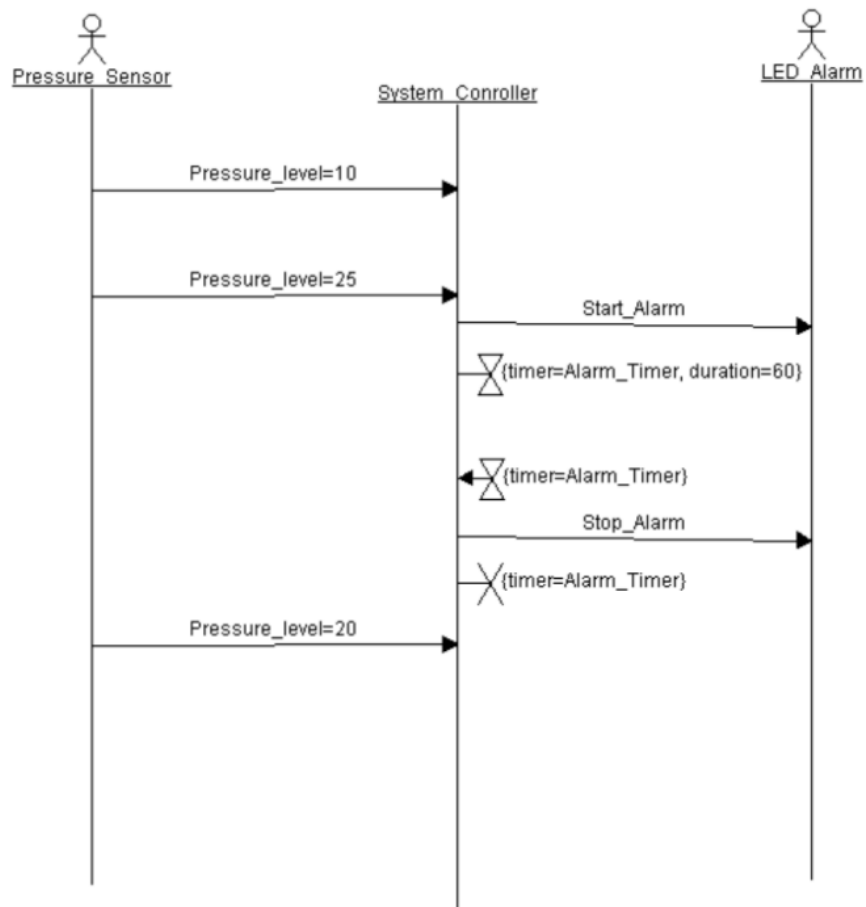 Pressure_Sensor
LED_Alarm
System_Conroller
Pressure_level=10
Pressure_level=25
Start_Alarm
{timer=Alarm_Timer, duration=60}
{timer=Alarm_Timer}
Stop_Alarm
{timer=Alarm_Timer}
Pressure_level=20